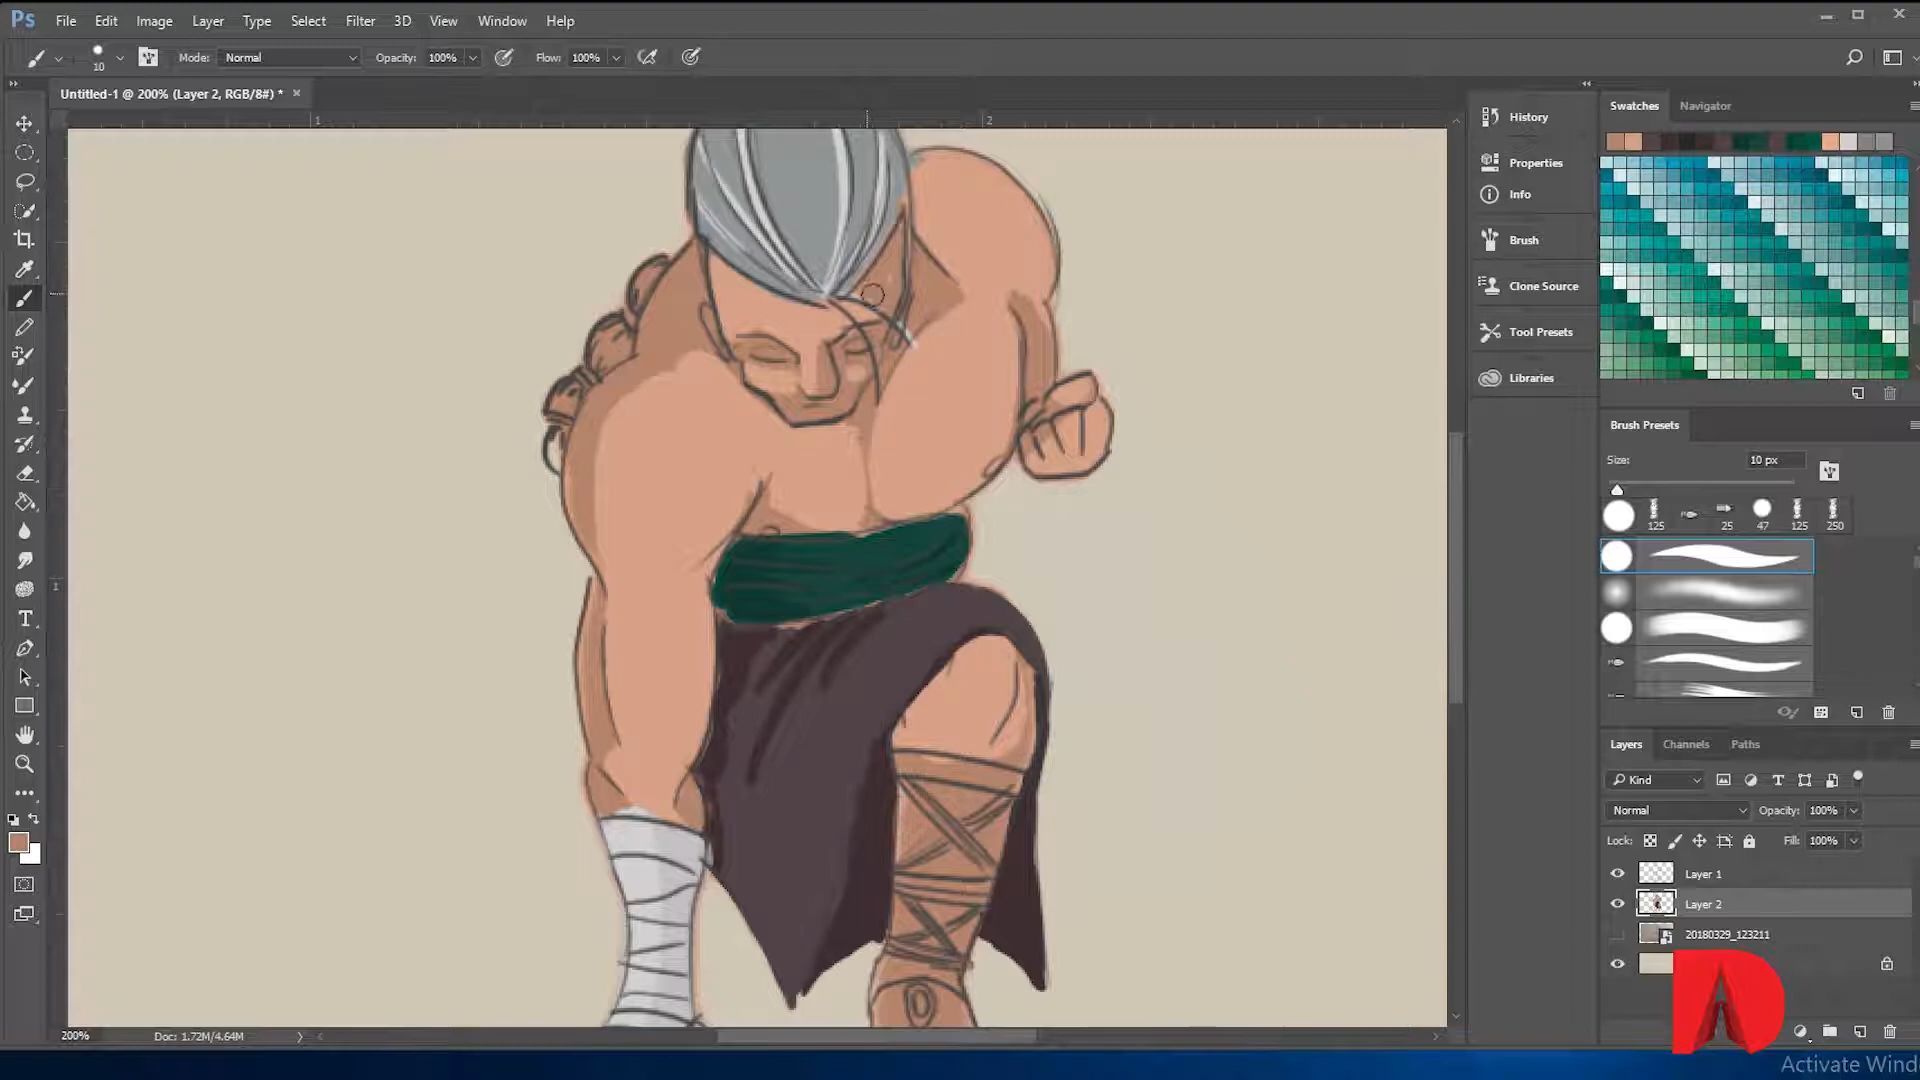 Ps File Edit Image Layer Type Select Filter 3D View Window Help
10 Mode: Normal Opacity: 100% Flow: 100%
Untitled-1 @ 200% (Layer 2, RGB/8#) * ×
1 2
History
Properties
Info
Brush
Clone Source
Tool Presets
Libraries
Swatches Navigator
Brush Presets
Size: 10 px
125 25 47 125 250
Layers Channels Paths
Kind
Normal Opacity: 100%
Lock: Fill: 100%
Layer 1
Layer 2
20180329_123211
200% Doc: 1.72M/4.64M
Activate Windo